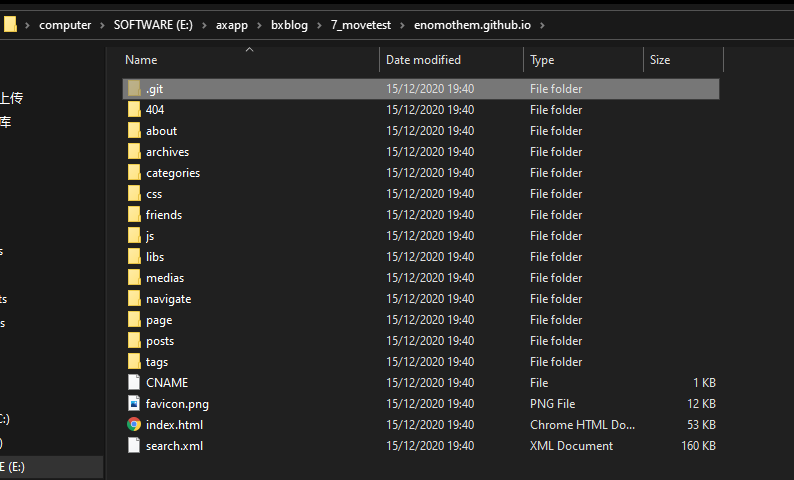 computer > SOFTWARE (E:) > axapp > bxblog > 7_movetest > enomothem.github.io >
Name Date modified Type Size
.git 15/12/2020 19:40 File folder
404 15/12/2020 19:40 File folder
about 15/12/2020 19:40 File folder
archives 15/12/2020 19:40 File folder
categories 15/12/2020 19:40 File folder
css 15/12/2020 19:40 File folder
friends 15/12/2020 19:40 File folder
js 15/12/2020 19:40 File folder
libs 15/12/2020 19:40 File folder
medias 15/12/2020 19:40 File folder
navigate 15/12/2020 19:40 File folder
page 15/12/2020 19:40 File folder
posts 15/12/2020 19:40 File folder
tags 15/12/2020 19:40 File folder
CNAME 15/12/2020 19:40 File 1 KB
favicon.png 15/12/2020 19:40 PNG File 12 KB
index.html 15/12/2020 19:40 Chrome HTML Do... 53 KB
search.xml 15/12/2020 19:40 XML Document 160 KB
上传
库
s
ts
s
C:)
)
E (E:)